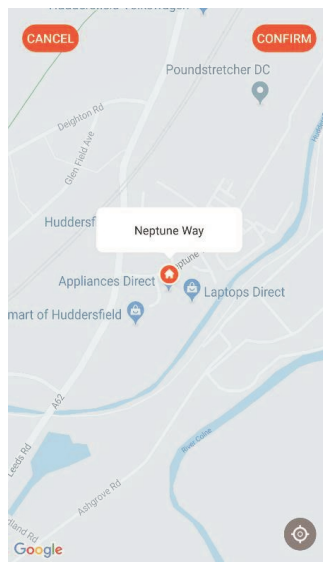 CANCEL
CONFIRM
Poundstretcher DC
Deighton Rd
Glen Field Ave
Huddersf
Neptune Way
Appliances Direct
Laptops Direct
mart of Huddersfield
A62
Leeds Rd
River Colne
Ashgrove Rd
Google